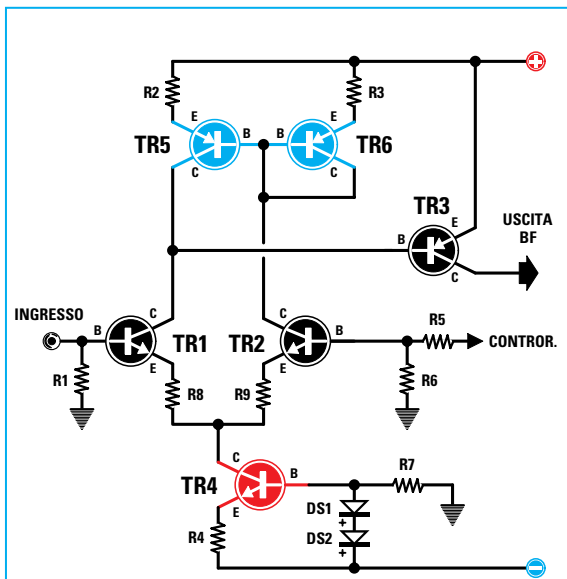 +
R2
R3
E
E
B
B
TR5
TR6
C
C
TR3
E
B
C
USCITA
BF
INGRESSO
C
C
B
TR1
TR2
B
R5
CONTROR.
E
E
R1
R8
R9
R6
C
B
R7
TR4
E
DS1
+
R4
DS2
+
−